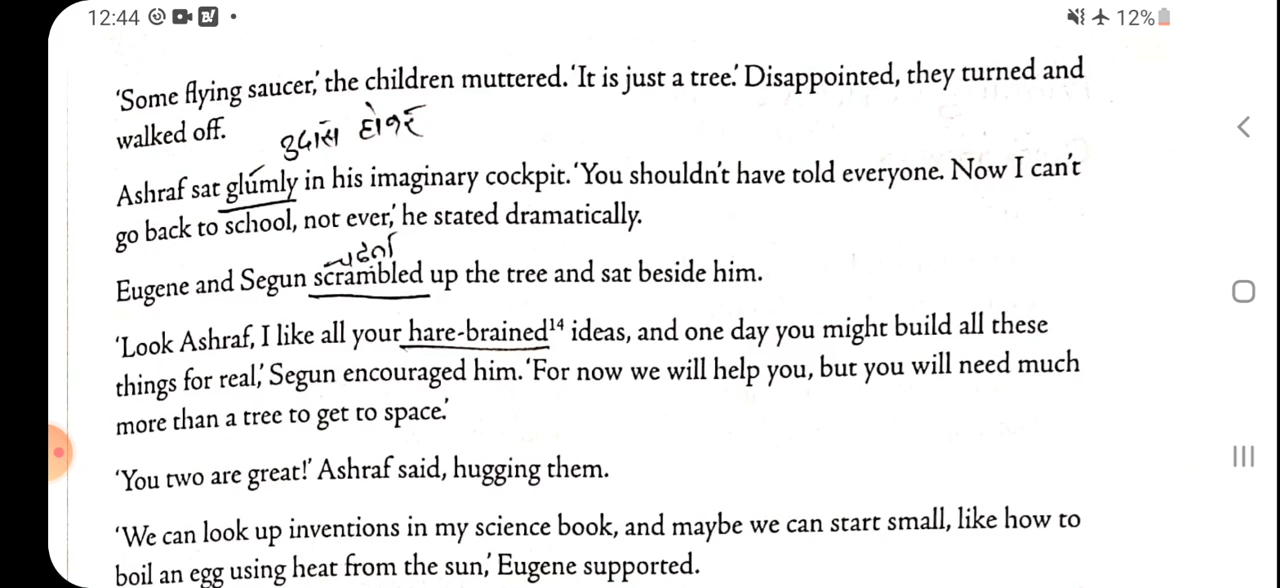 12:44 12%
‘Some flying saucer,’ the children muttered. ‘It is just a tree.’ Disappointed, they turned and
walked off.
ઉદાસ હોકર
Ashraf sat glumly in his imaginary cockpit. ‘You shouldn’t have told everyone. Now I can’t
go back to school, not ever,’ he stated dramatically.
Eugene and Segun scrambled up the tree and sat beside him.
‘Look Ashraf, I like all your hare-brained¹⁴ ideas, and one day you might build all these
things for real,’ Segun encouraged him. ‘For now we will help you, but you will need much
more than a tree to get to space.’
‘You two are great!’ Ashraf said, hugging them.
‘We can look up inventions in my science book, and maybe we can start small, like how to
boil an egg using heat from the sun,’ Eugene supported.